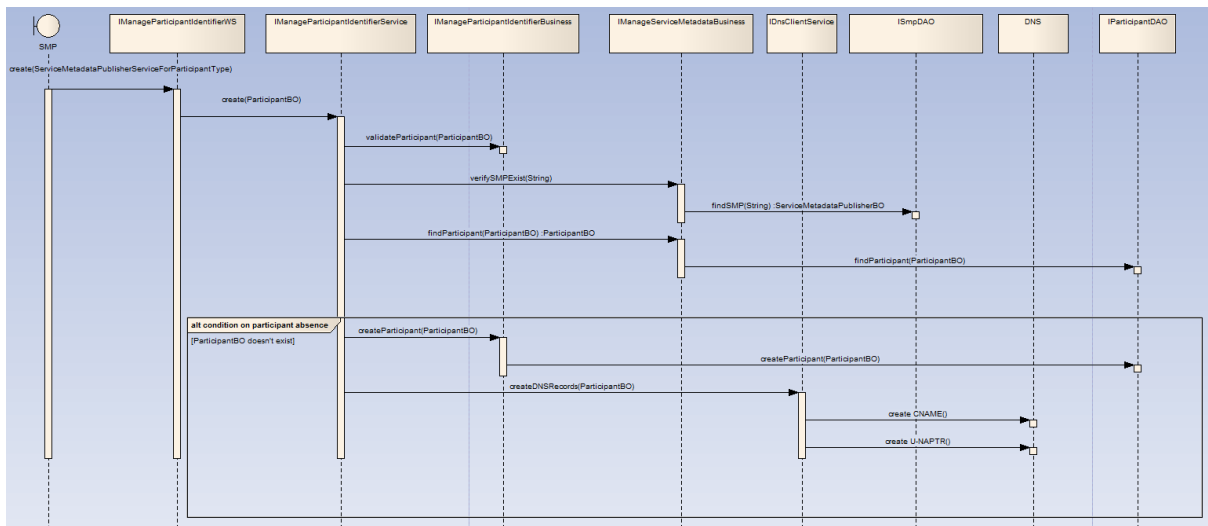 IManageParticipantIdentifierWS
IManageParticipantIdentifierService
IManageParticipantIdentifierBusiness
IManageServiceMetadataBusiness
IDnsClientService
ISmpDAO
DNS
IParticipantDAO
SMP
create(ServiceMetadataPublisherServiceForParticipantType)
create(ParticipantBO)
validateParticipant(ParticipantBO)
verifySMPExist(String)
findSMP(String) :ServiceMetadataPublisherBO
findParticipant(ParticipantBO) :ParticipantBO
findParticipant(ParticipantBO)
alt condition on participant absence
[ParticipantBO doesn't exist]
createParticipant(ParticipantBO)
createParticipant(ParticipantBO)
createDNSRecords(ParticipantBO)
create CNAME()
create U-NAPTR()